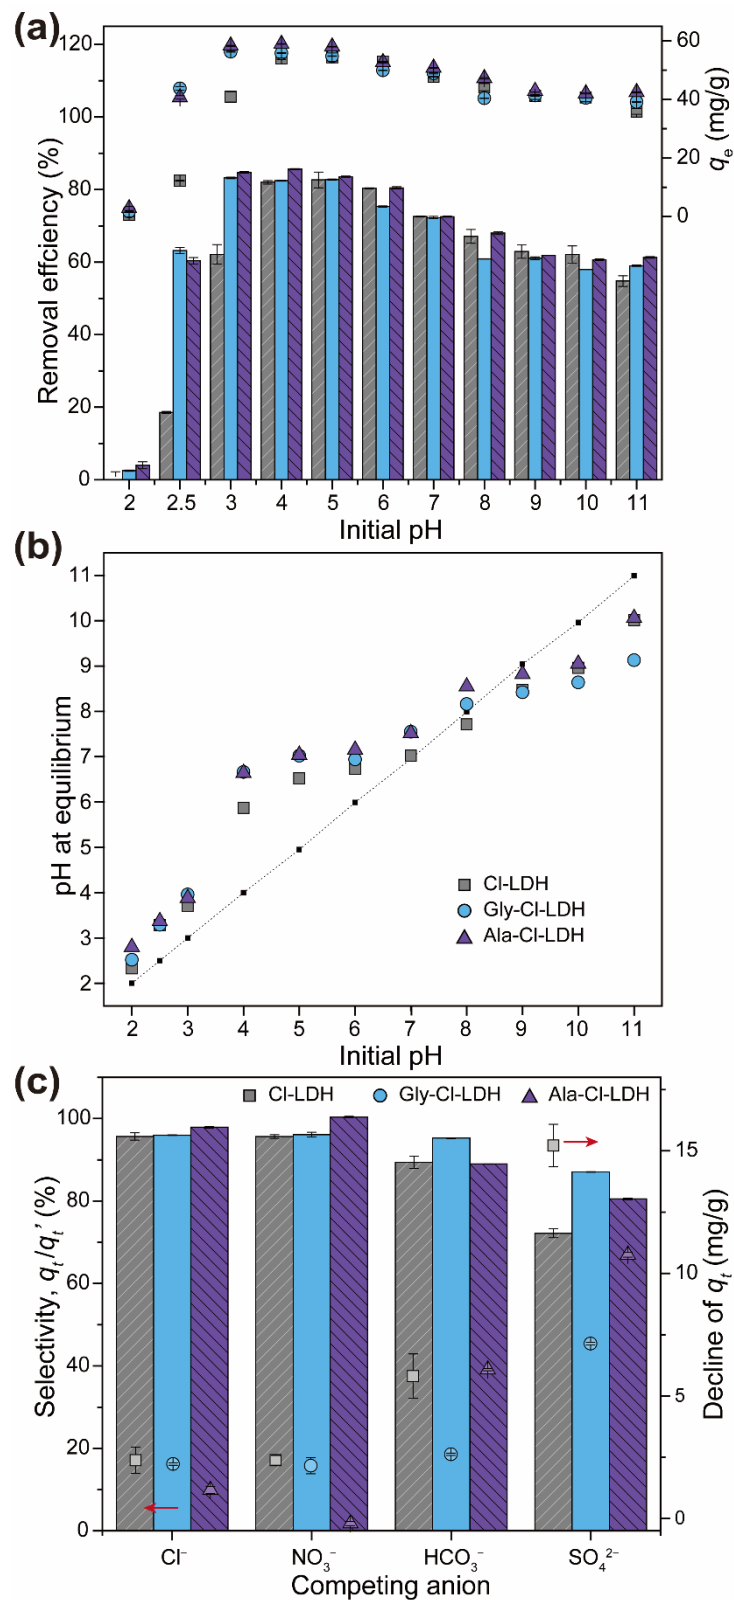 (a)
120
100
80
60
40
20
0
Removal effciency (%)
60
40
20
0
qₑ (mg/g)
2 2.5 3 4 5 6 7 8 9 10 11
Initial pH
(b)
11
10
9
8
7
6
5
4
3
2
pH at equilibrium
Cl-LDH
Gly-Cl-LDH
Ala-Cl-LDH
2 3 4 5 6 7 8 9 10 11
Initial pH
(c)
Cl-LDH Gly-Cl-LDH Ala-Cl-LDH
100
80
60
40
20
0
Selectivity, qₜ/qₜ' (%)
15
10
5
0
Decline of qₜ (mg/g)
Cl⁻ NO₃⁻ HCO₃⁻ SO₄²⁻
Competing anion